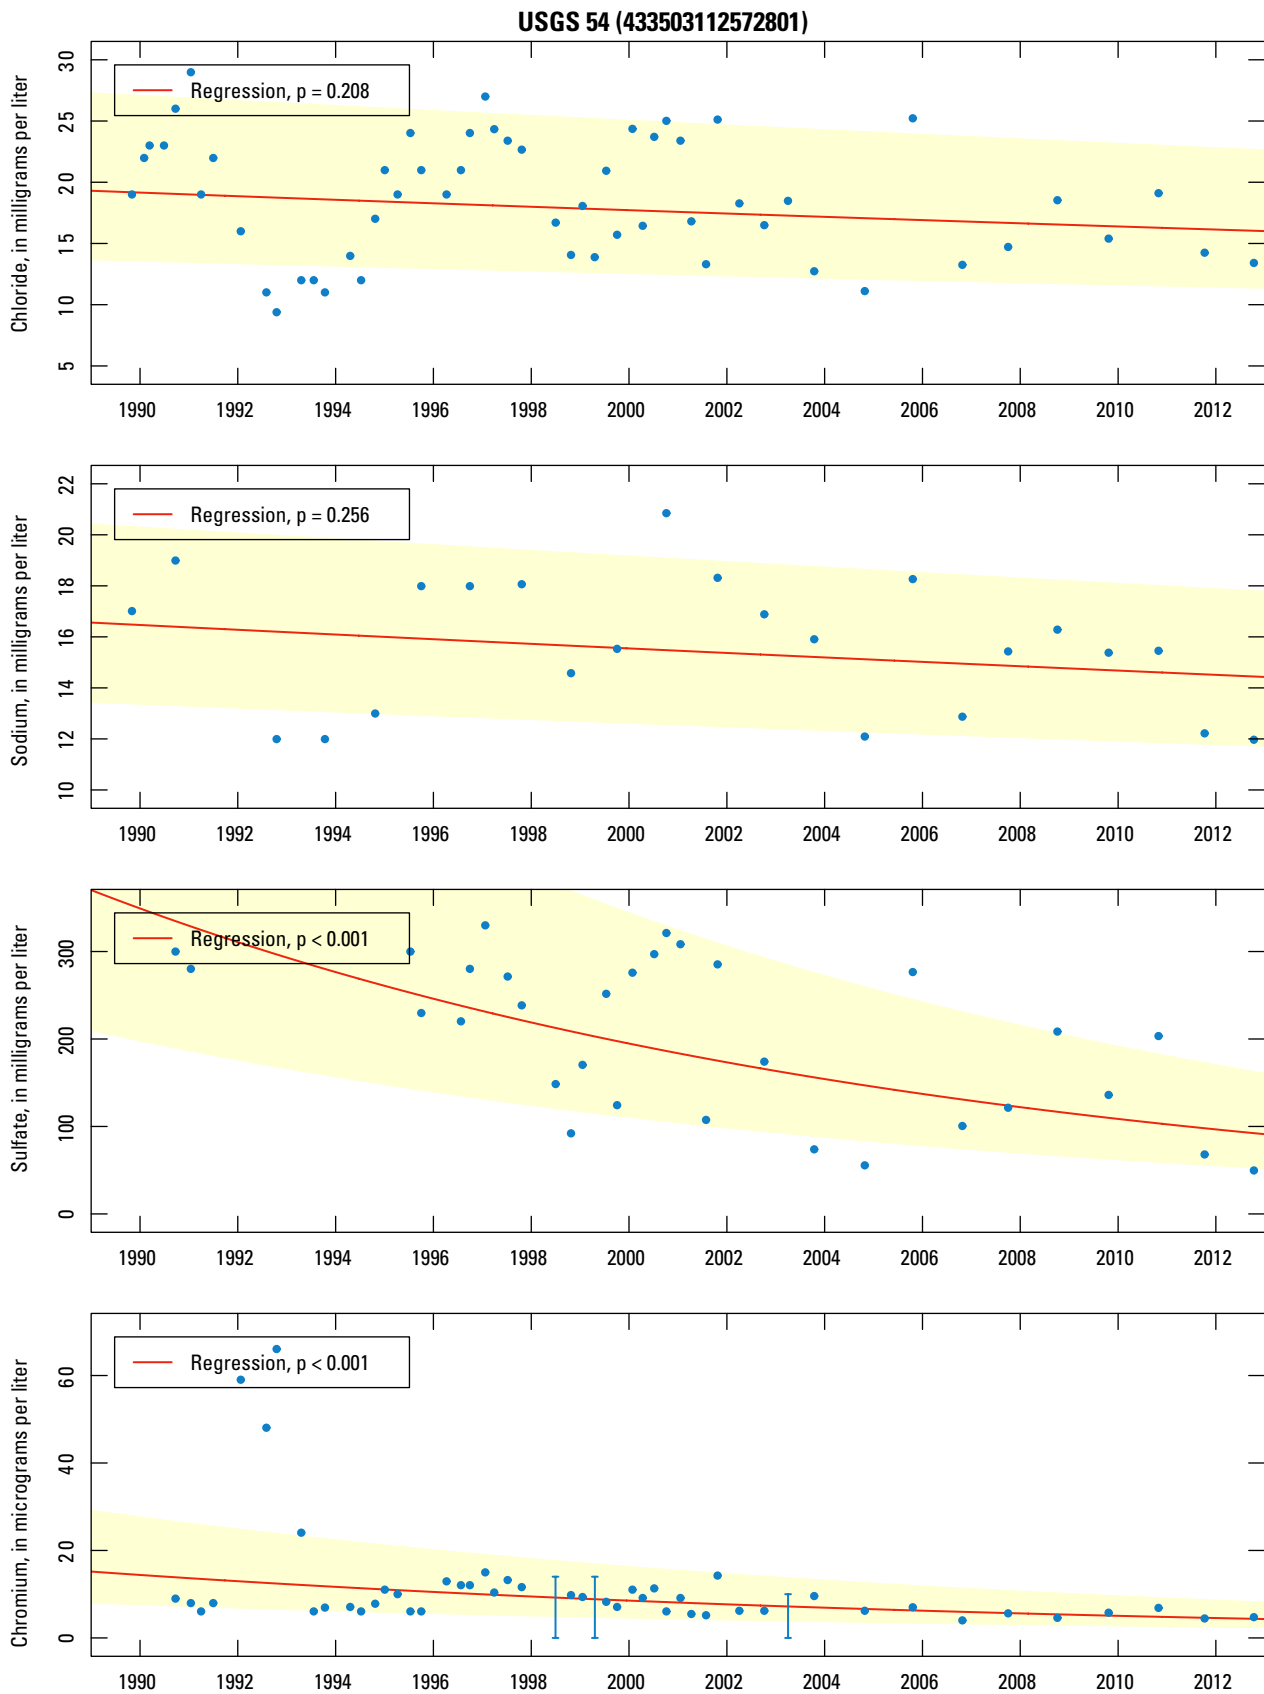 USGS 54 (433503112572801)
Chloride, in milligrams per liter
30
25
20
15
10
5
Regression, p = 0.208
1990 1992 1994 1996 1998 2000 2002 2004 2006 2008 2010 2012
Sodium, in milligrams per liter
22
20
18
16
14
12
10
Regression, p = 0.256
1990 1992 1994 1996 1998 2000 2002 2004 2006 2008 2010 2012
Sulfate, in milligrams per liter
300
200
100
0
Regression, p < 0.001
1990 1992 1994 1996 1998 2000 2002 2004 2006 2008 2010 2012
Chromium, in micrograms per liter
60
40
20
0
Regression, p < 0.001
1990 1992 1994 1996 1998 2000 2002 2004 2006 2008 2010 2012